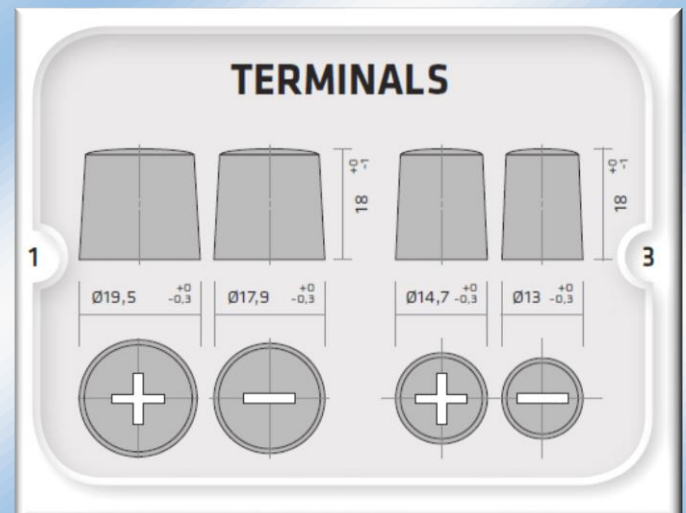 TERMINALS
18 +0 -1
18 +0 -1
1
3
Ø19,5 +0 -0,3
Ø17,9 +0 -0,3
Ø14,7 +0 -0,3
Ø13 +0 -0,3
+
−
+
−